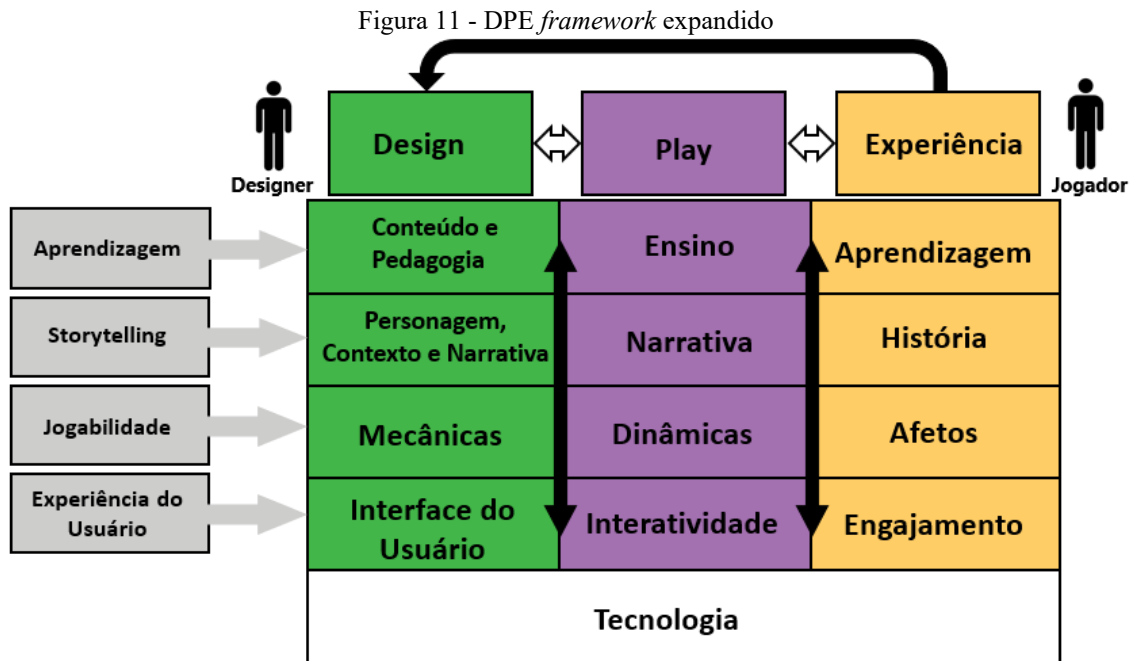 Figura 11 - DPE framework expandido
Design
Play
Experiência
Designer
Jogador
Aprendizagem
Conteúdo e
Pedagogia
Ensino
Aprendizagem
Storytelling
Personagem,
Contexto e Narrativa
Narrativa
História
Jogabilidade
Mecânicas
Dinâmicas
Afetos
Experiência do
Usuário
Interface do
Usuário
Interatividade
Engajamento
Tecnologia